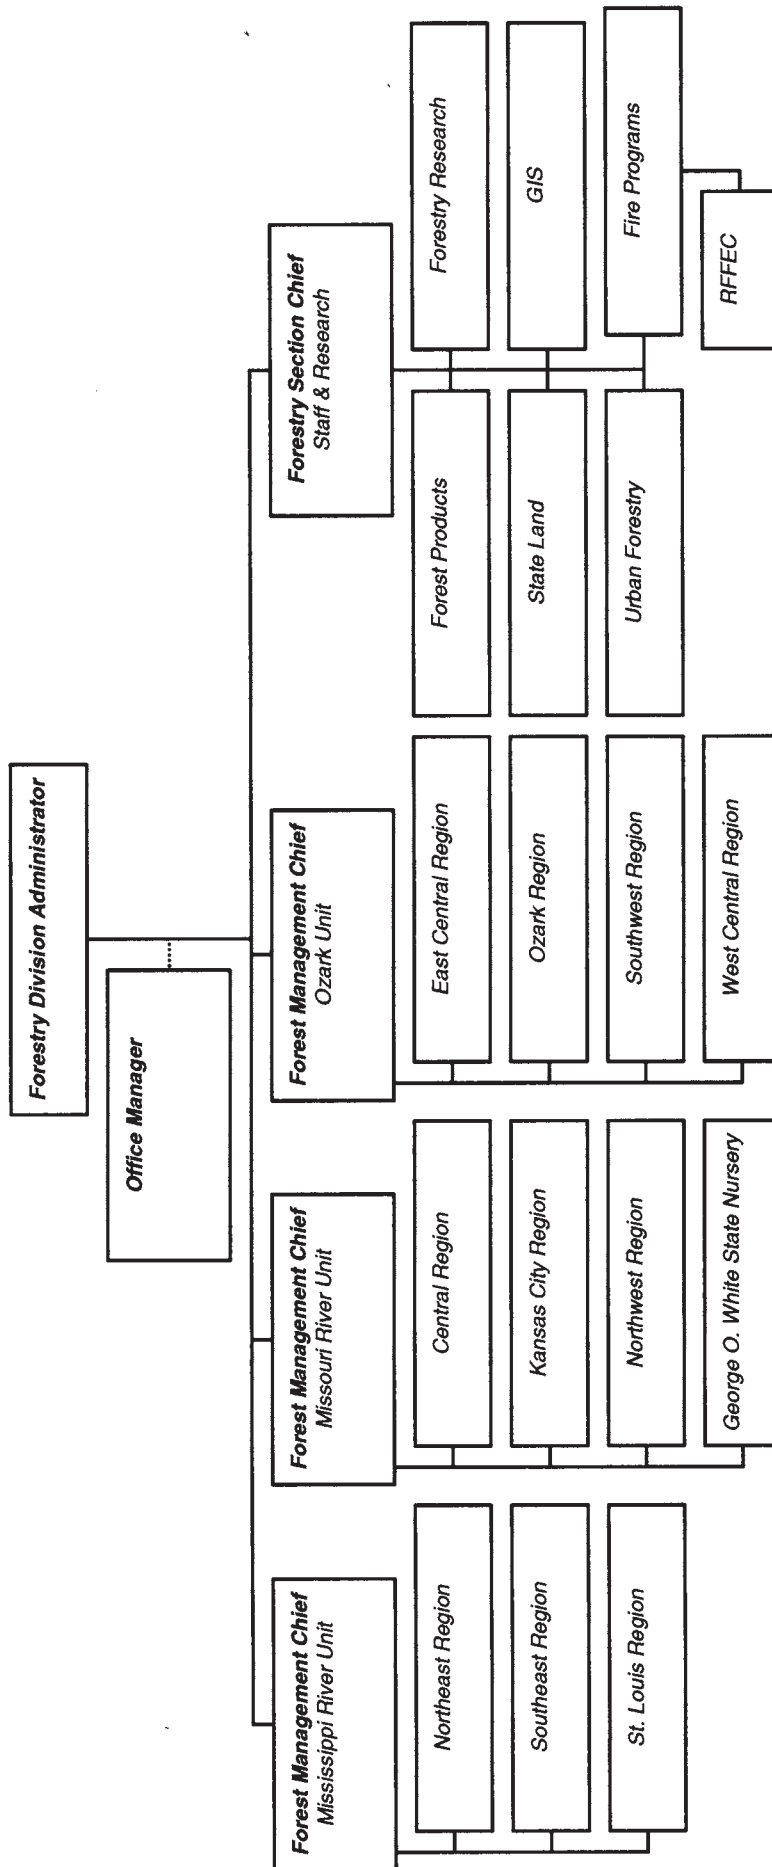 Forestry Division Administrator
Office Manager
Forest Management Chief
Mississippi River Unit
Northeast Region
Southeast Region
St. Louis Region
Forest Management Chief
Missouri River Unit
Central Region
Kansas City Region
Northwest Region
George O. White State Nursery
Forest Management Chief
Ozark Unit
East Central Region
Ozark Region
Southwest Region
West Central Region
Forestry Section Chief
Staff & Research
Forest Products
Forestry Research
State Land
GIS
Urban Forestry
Fire Programs
RFFEC